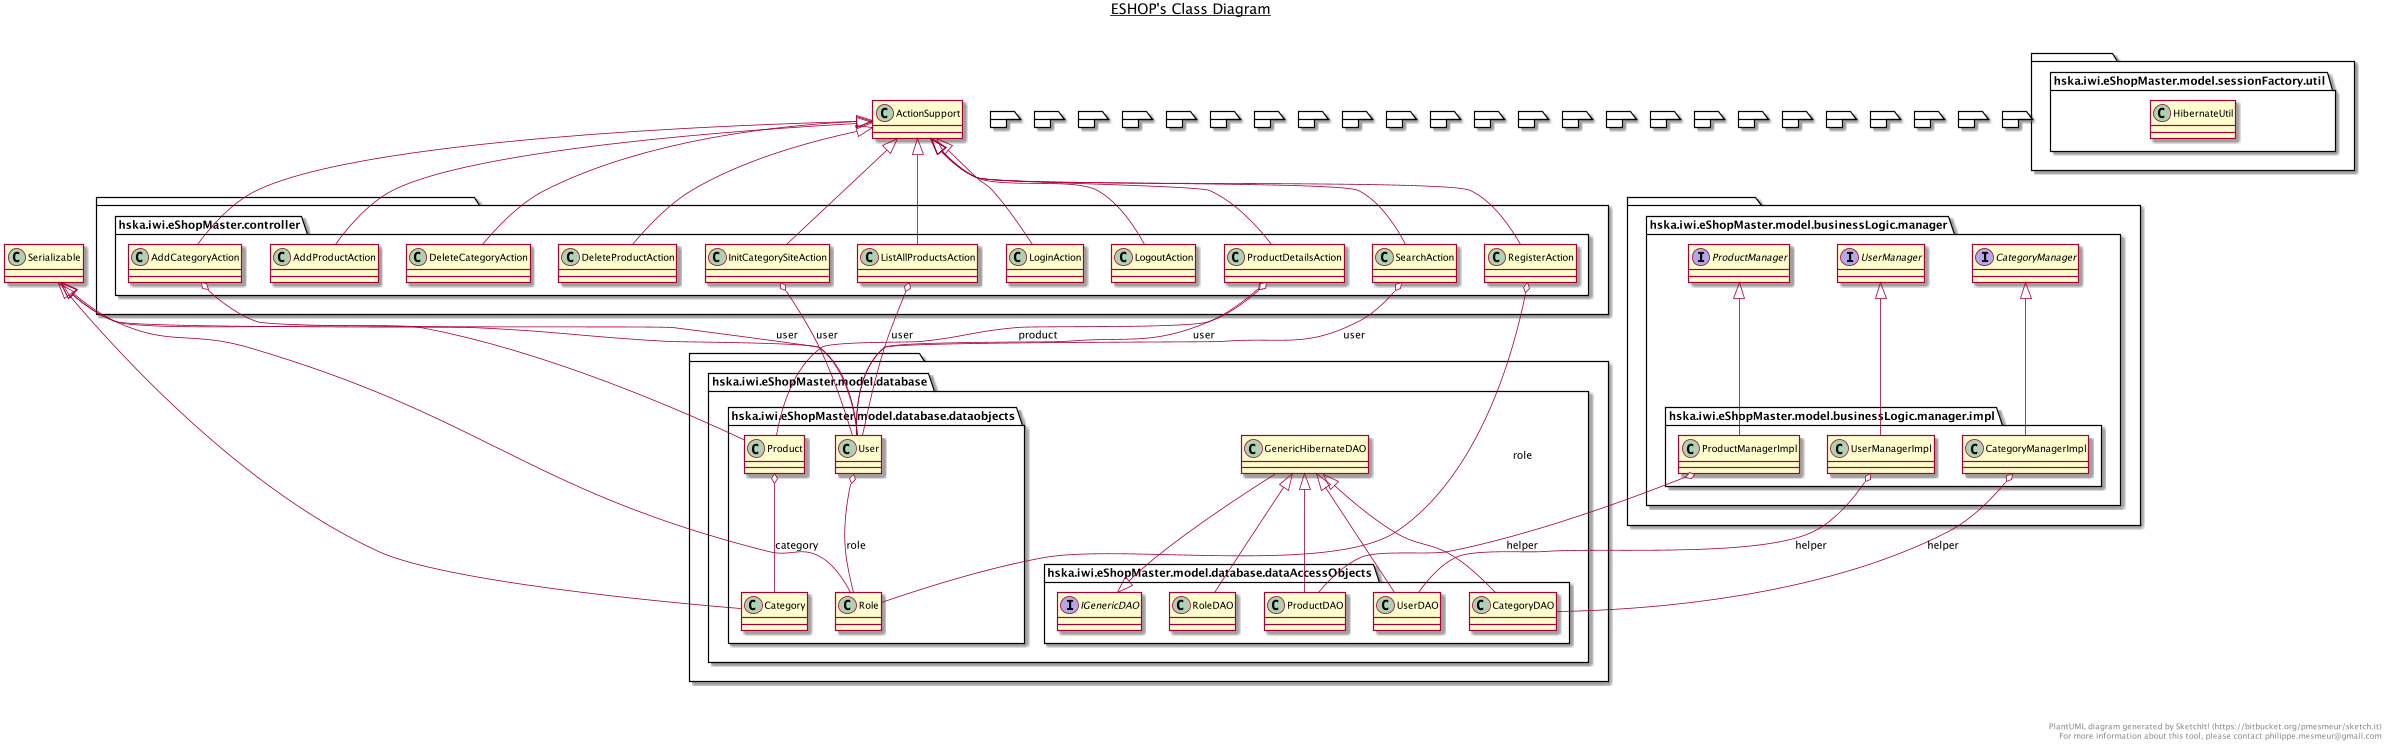 ESHOP's Class Diagram
hska.iwi.eShopMaster.model.sessionFactory.util
C HibernateUtil
C ActionSupport
hska.iwi.eShopMaster.controller
hska.iwi.eShopMaster.model.businessLogic.manager
C Serializable
C AddCategoryAction
C AddProductAction
C DeleteCategoryAction
C DeleteProductAction
C InitCategorySiteAction
C ListAllProductsAction
C LoginAction
C LogoutAction
C ProductDetailsAction
C SearchAction
C RegisterAction
I ProductManager
I UserManager
I CategoryManager
user
user
user
product
user
user
hska.iwi.eShopMaster.model.database
hska.iwi.eShopMaster.model.database.dataobjects
hska.iwi.eShopMaster.model.businessLogic.manager.impl
C Product
C User
C GenericHibernateDAO
role
C ProductManagerImpl
C UserManagerImpl
C CategoryManagerImpl
category
role
helper
helper
helper
hska.iwi.eShopMaster.model.database.dataAccessObjects
C Category
C Role
I IGenericDAO
C RoleDAO
C ProductDAO
C UserDAO
C CategoryDAO
PlantUML diagram generated by SketchIt! (https://bitbucket.org/pmesmeur/sketch.it)
For more information about this tool, please contact philippe.mesmeur@gmail.com